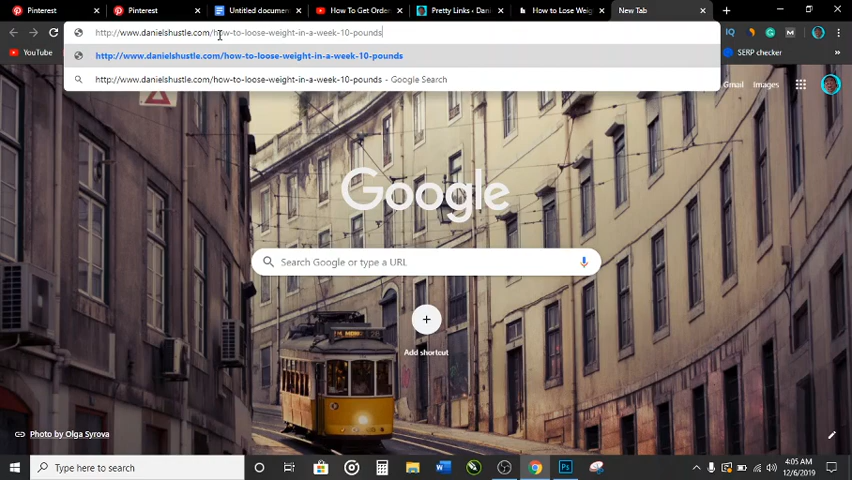 Pinterest
Pinterest
Untitled documen
How To Get Order
Pretty Links ‹ Dani
How to Lose Weig
New Tab
http://www.danielshustle.com/how-to-loose-weight-in-a-week-10-pounds
http://www.danielshustle.com/how-to-loose-weight-in-a-week-10-pounds
http://www.danielshustle.com/how-to-loose-weight-in-a-week-10-pounds - Google Search
IQ
YouTube
SERP checker
Gmail
Images
Google
Search Google or type a URL
Add shortcut
Photo by Olga Syrova
Type here to search
4:05 AM
12/6/2019